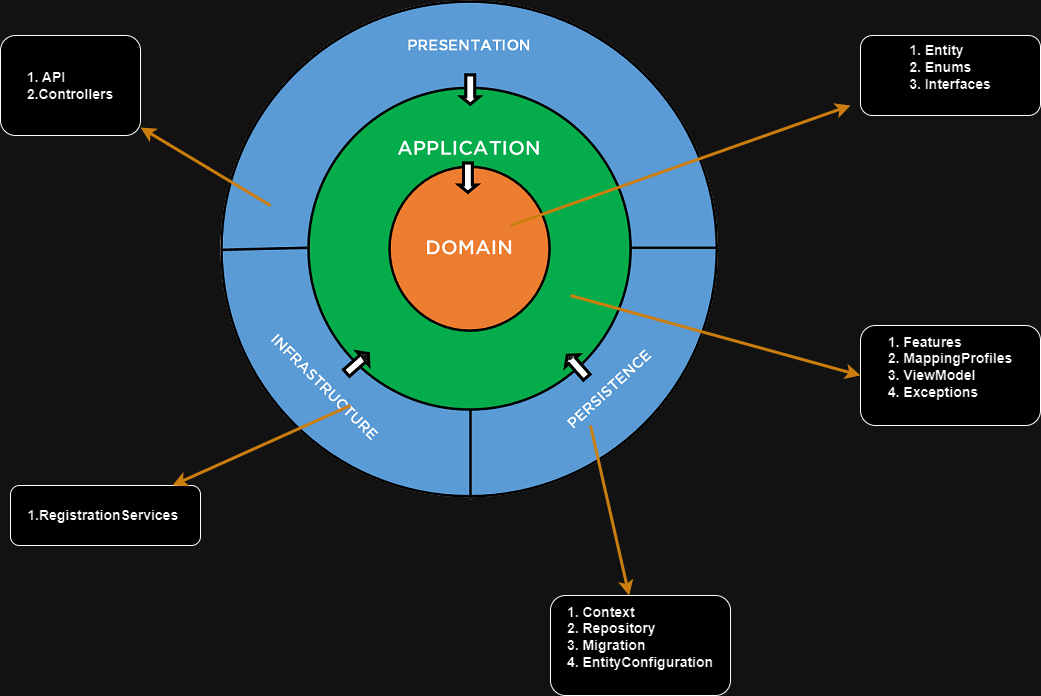 PRESENTATION
1. API
2.Controllers
1. Entity
2. Enums
3. Interfaces
APPLICATION
DOMAIN
INFRASTRUCTURE
PERSISTENCE
1. Features
2. MappingProfiles
3. ViewModel
4. Exceptions
1.RegistrationServices
1. Context
2. Repository
3. Migration
4. EntityConfiguration